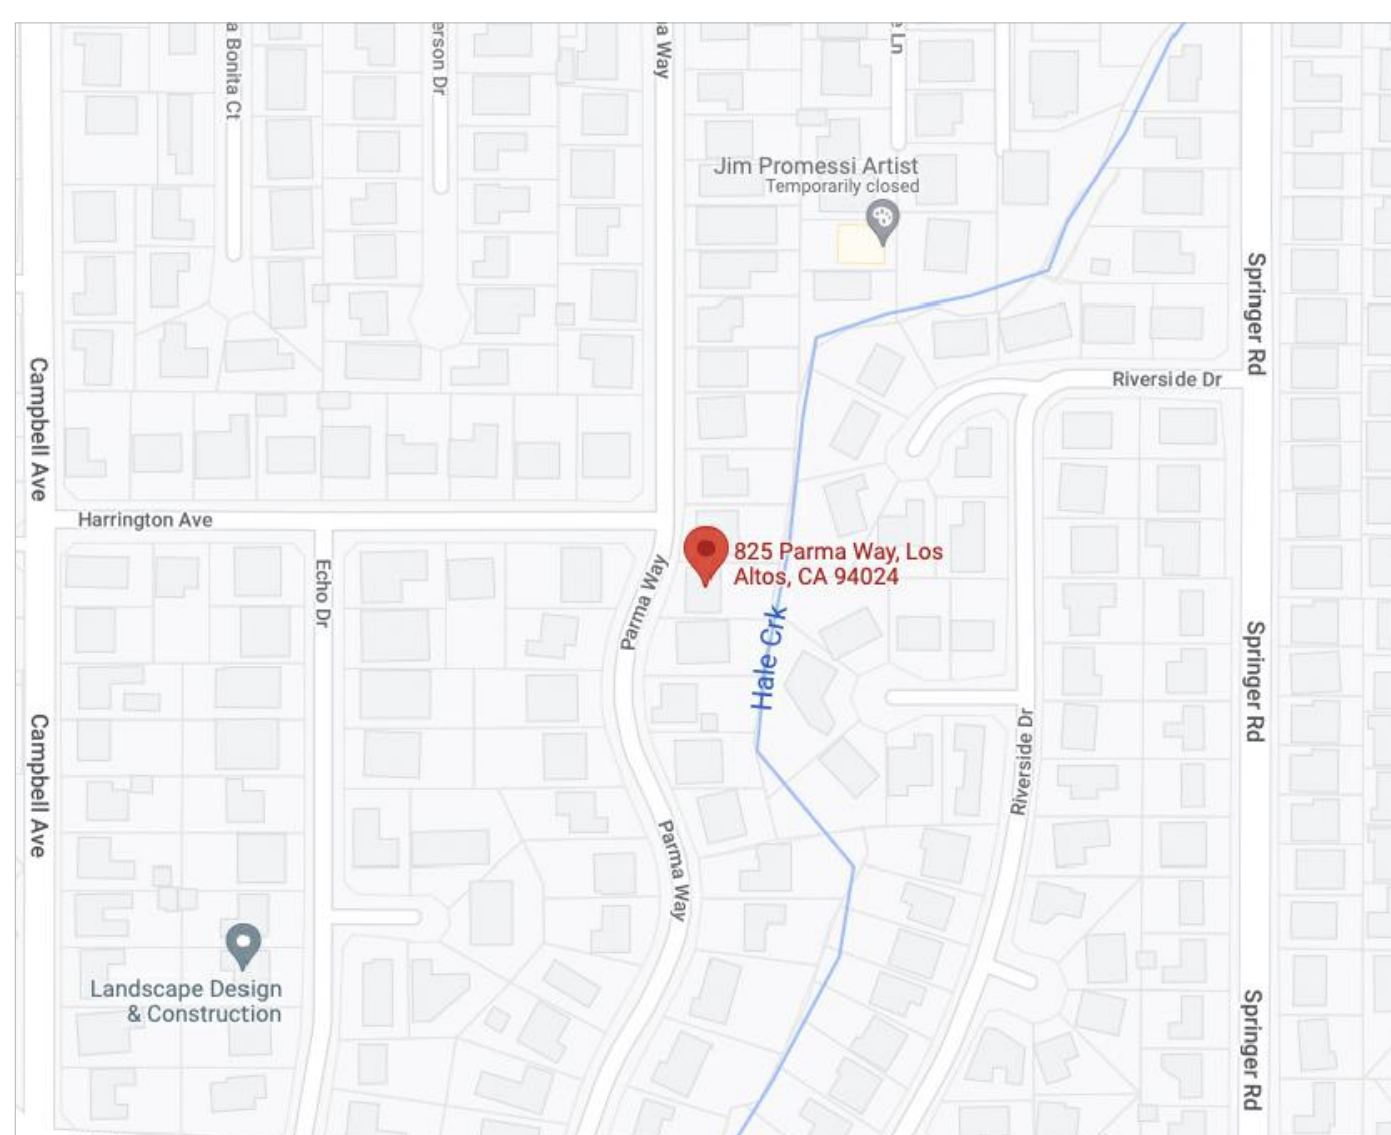 a Bonita Ct
erson Dr
a Way
Ln
Jim Promessi Artist
Temporarily closed
Springer Rd
Campbell Ave
Riverside Dr
Harrington Ave
825 Parma Way, Los
Altos, CA 94024
Echo Dr
Parma Way
Hale Crk
Springer Rd
Campbell Ave
Riverside Dr
Parma Way
Landscape Design
& Construction
Springer Rd